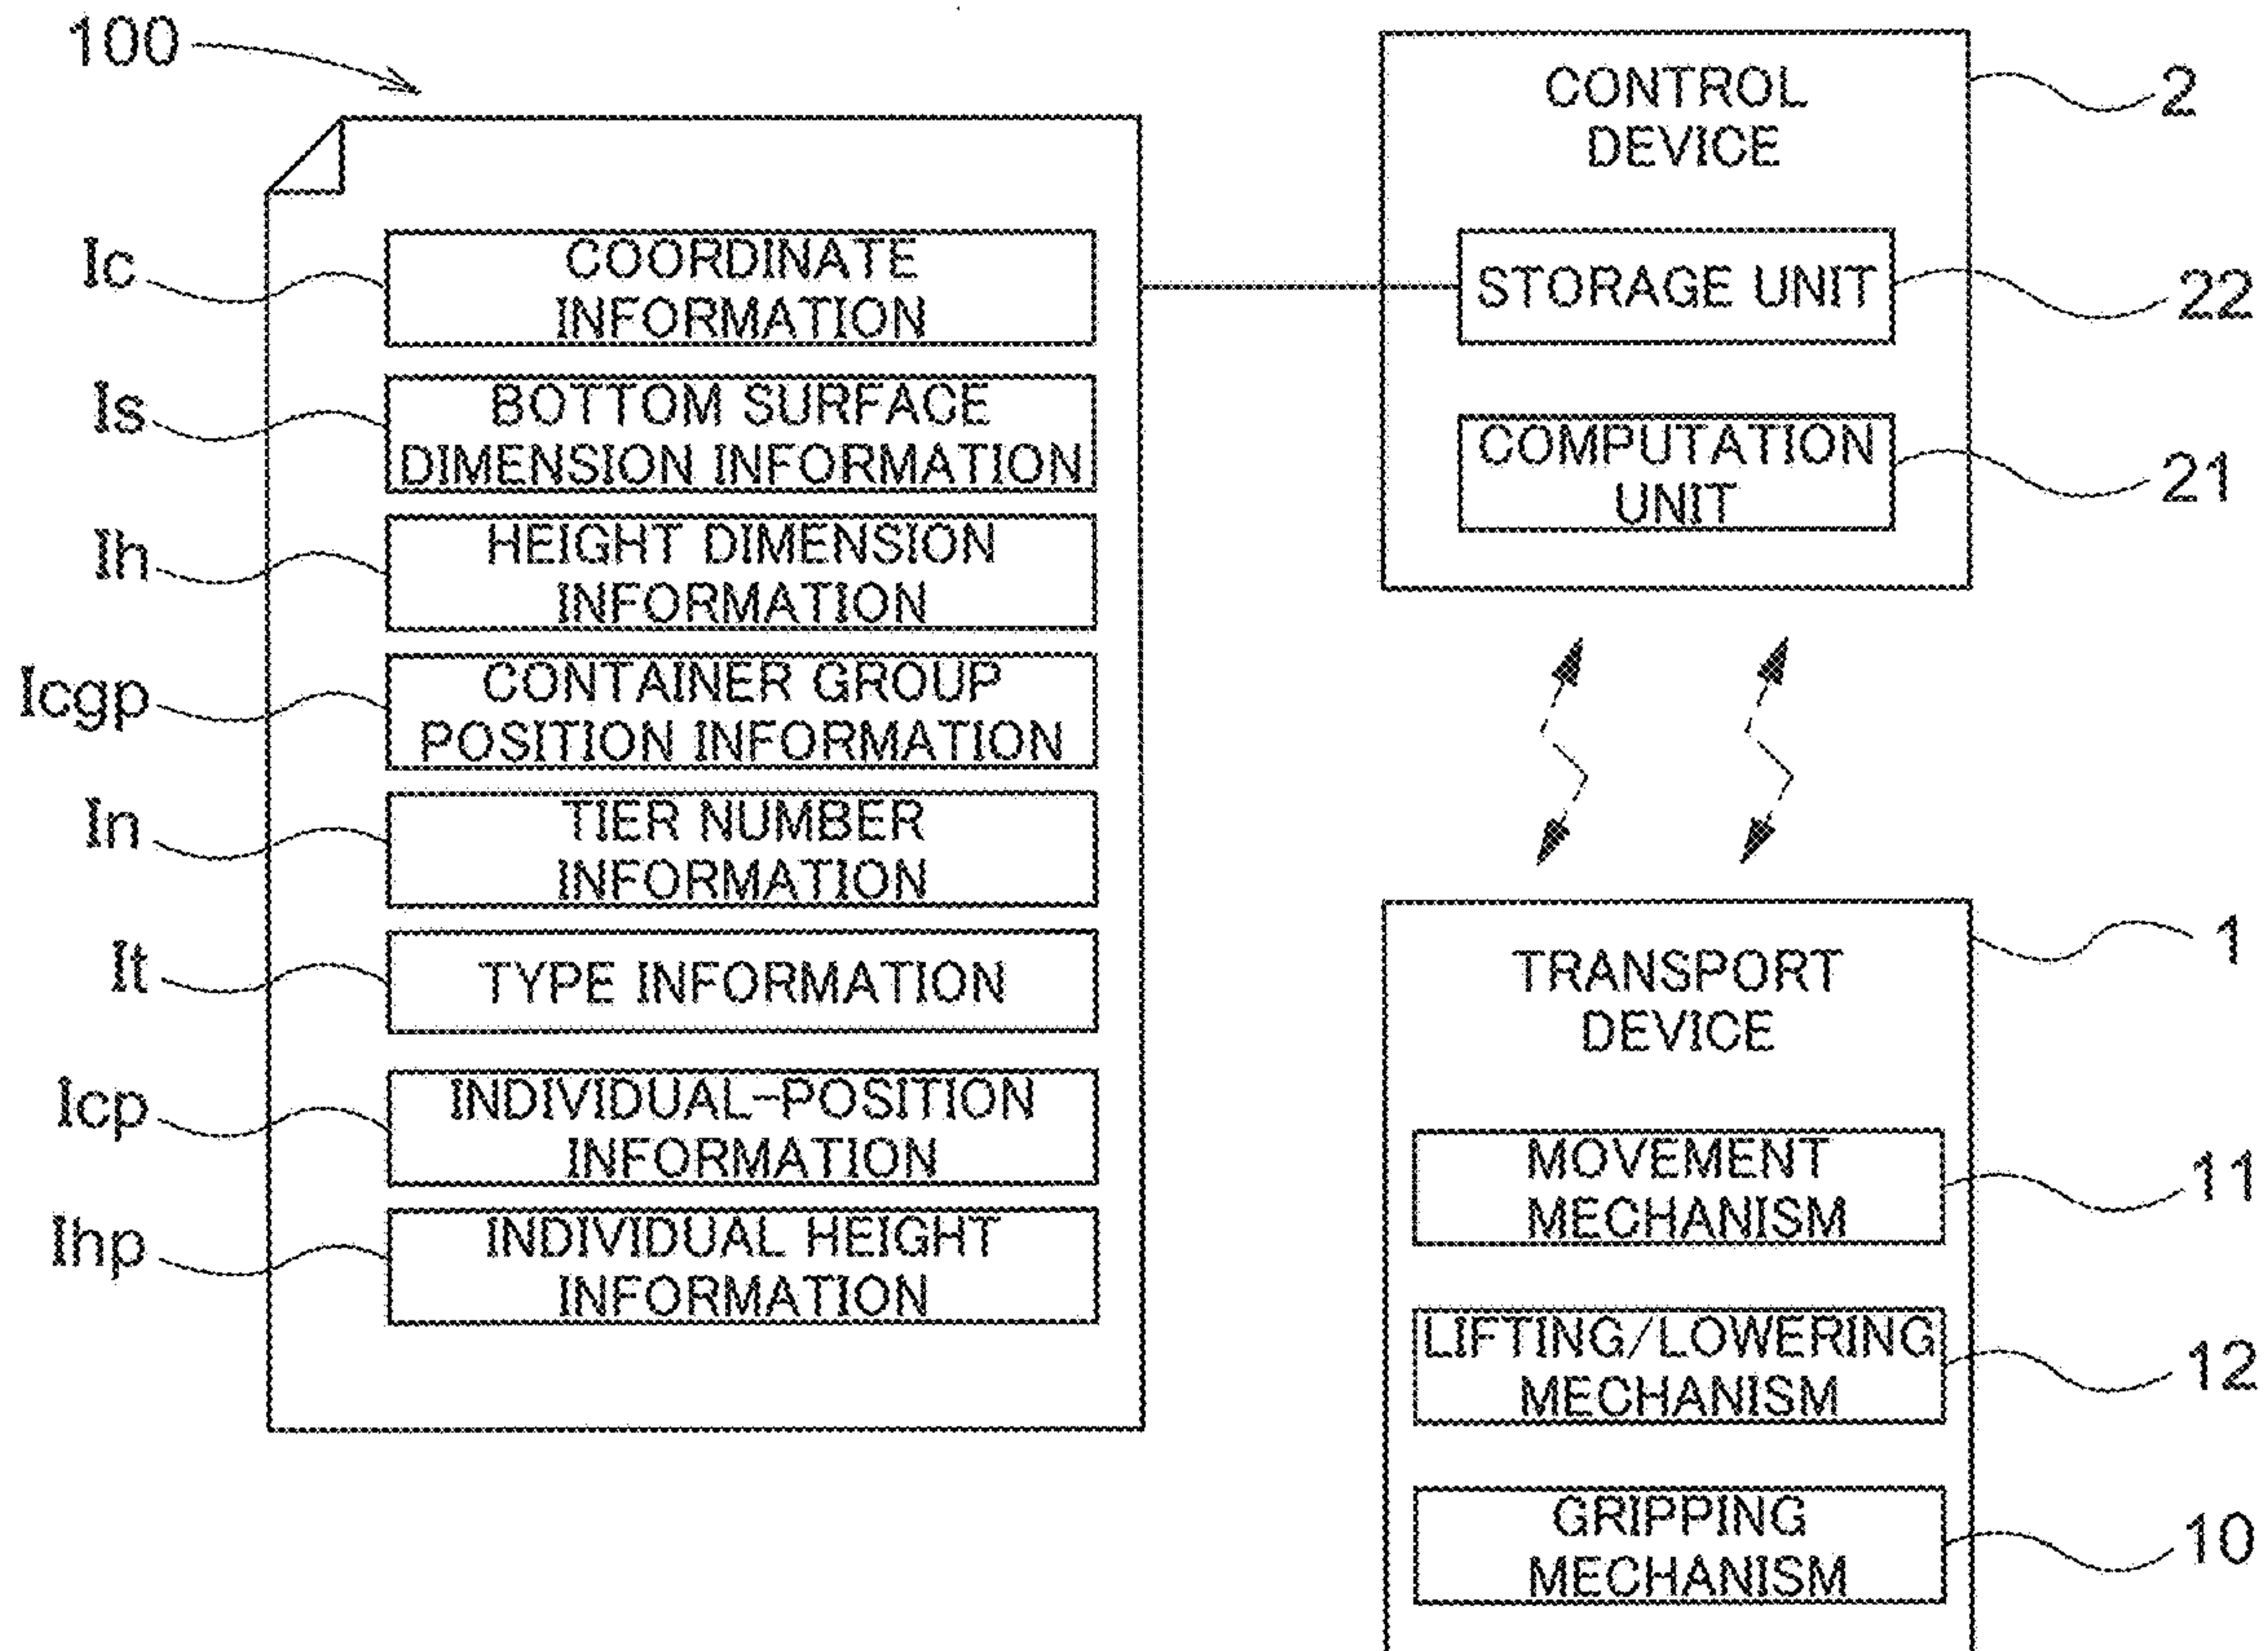 100
Ic
COORDINATE
INFORMATION
Is
BOTTOM SURFACE
DIMENSION INFORMATION
Ih
HEIGHT DIMENSION
INFORMATION
Icgp
CONTAINER GROUP
POSITION INFORMATION
In
TIER NUMBER
INFORMATION
It
TYPE INFORMATION
Icp
INDIVIDUAL-POSITION
INFORMATION
Ihp
INDIVIDUAL HEIGHT
INFORMATION
CONTROL
DEVICE
2
STORAGE UNIT
22
COMPUTATION
UNIT
21
TRANSPORT
DEVICE
1
MOVEMENT
MECHANISM
11
LIFTING/LOWERING
MECHANISM
12
GRIPPING
MECHANISM
10